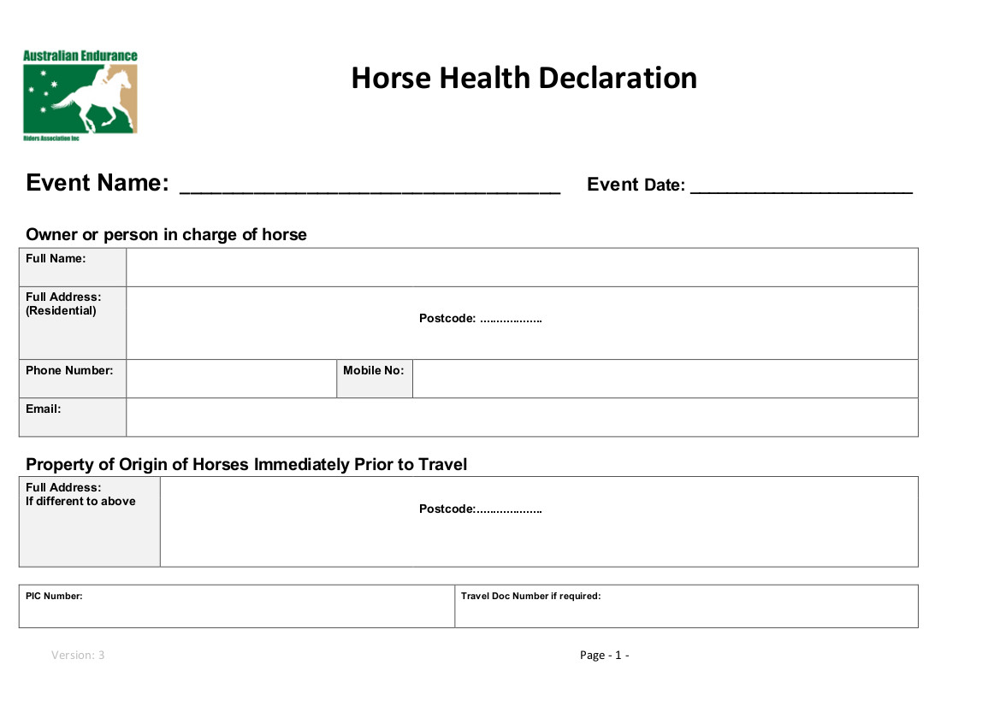 Australian Endurance
Riders Association Inc
Horse Health Declaration
Event Name: ___________________________________ Event Date: ________________________
Owner or person in charge of horse
Full Name:
Full Address:
(Residential)
Postcode: ...................
Phone Number:
Mobile No:
Email:
Property of Origin of Horses Immediately Prior to Travel
Full Address:
If different to above
Postcode:....................
PIC Number:
Travel Doc Number if required:
Version: 3
Page - 1 -